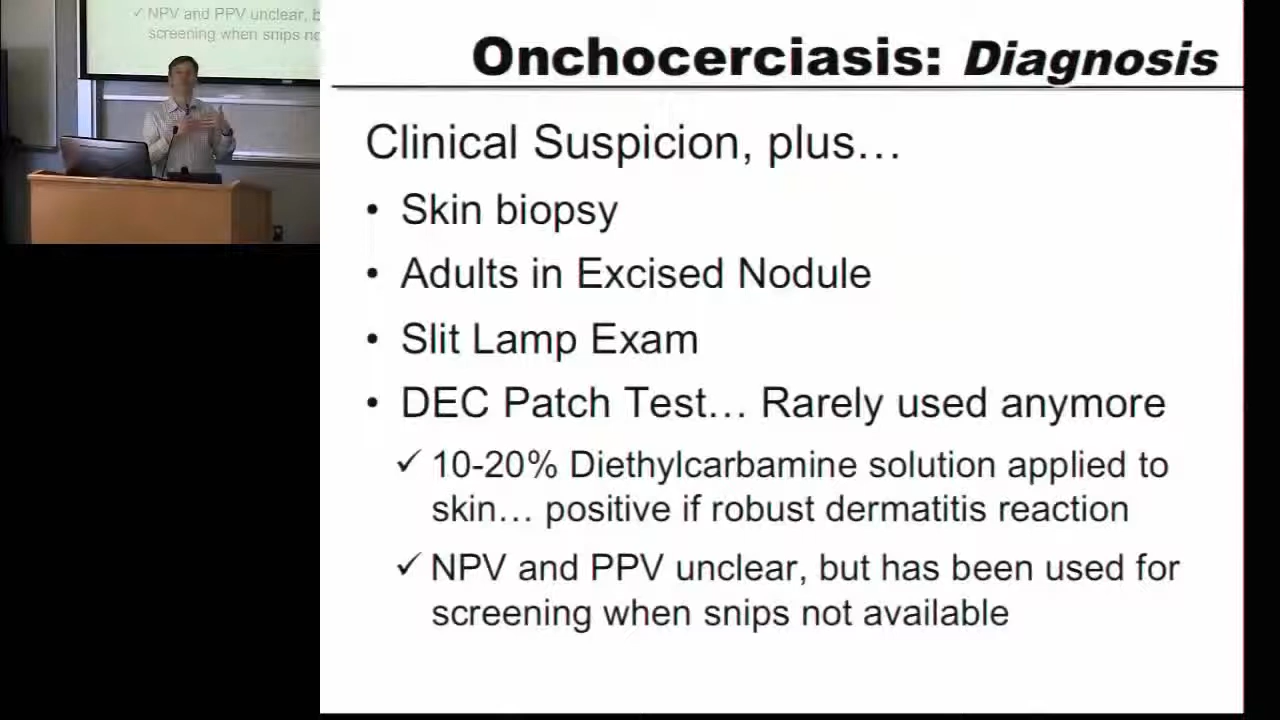 NPV and PPV unclear, b
screening when snips no
Onchocerciasis: Diagnosis
Clinical Suspicion, plus…
• Skin biopsy
• Adults in Excised Nodule
• Slit Lamp Exam
• DEC Patch Test… Rarely used anymore
✓ 10-20% Diethylcarbamine solution applied to
skin… positive if robust dermatitis reaction
✓ NPV and PPV unclear, but has been used for
screening when snips not available